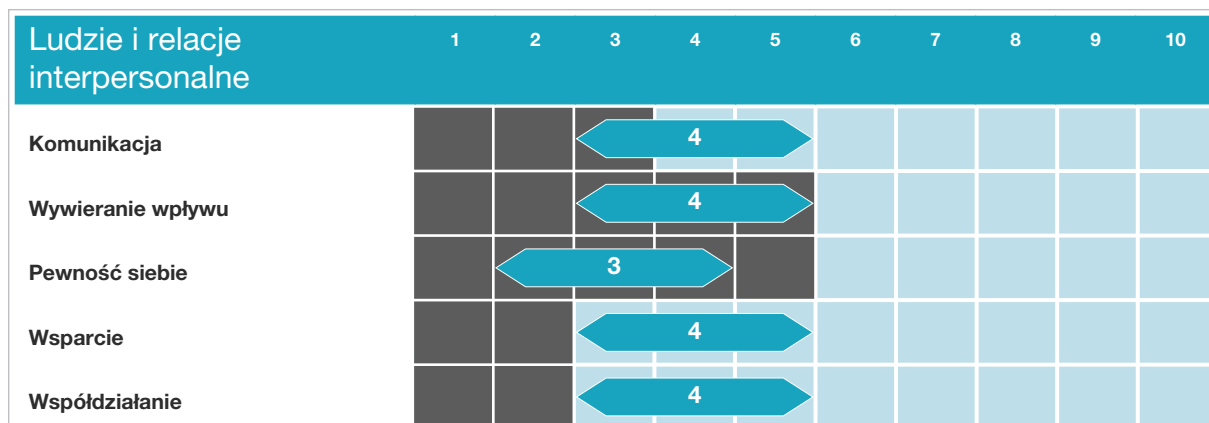 Ludzie i relacje
interpersonalne
1 2 3 4 5 6 7 8 9 10
Komunikacja 4
Wywieranie wpływu 4
Pewność siebie 3
Wsparcie 4
Współdziałanie 4